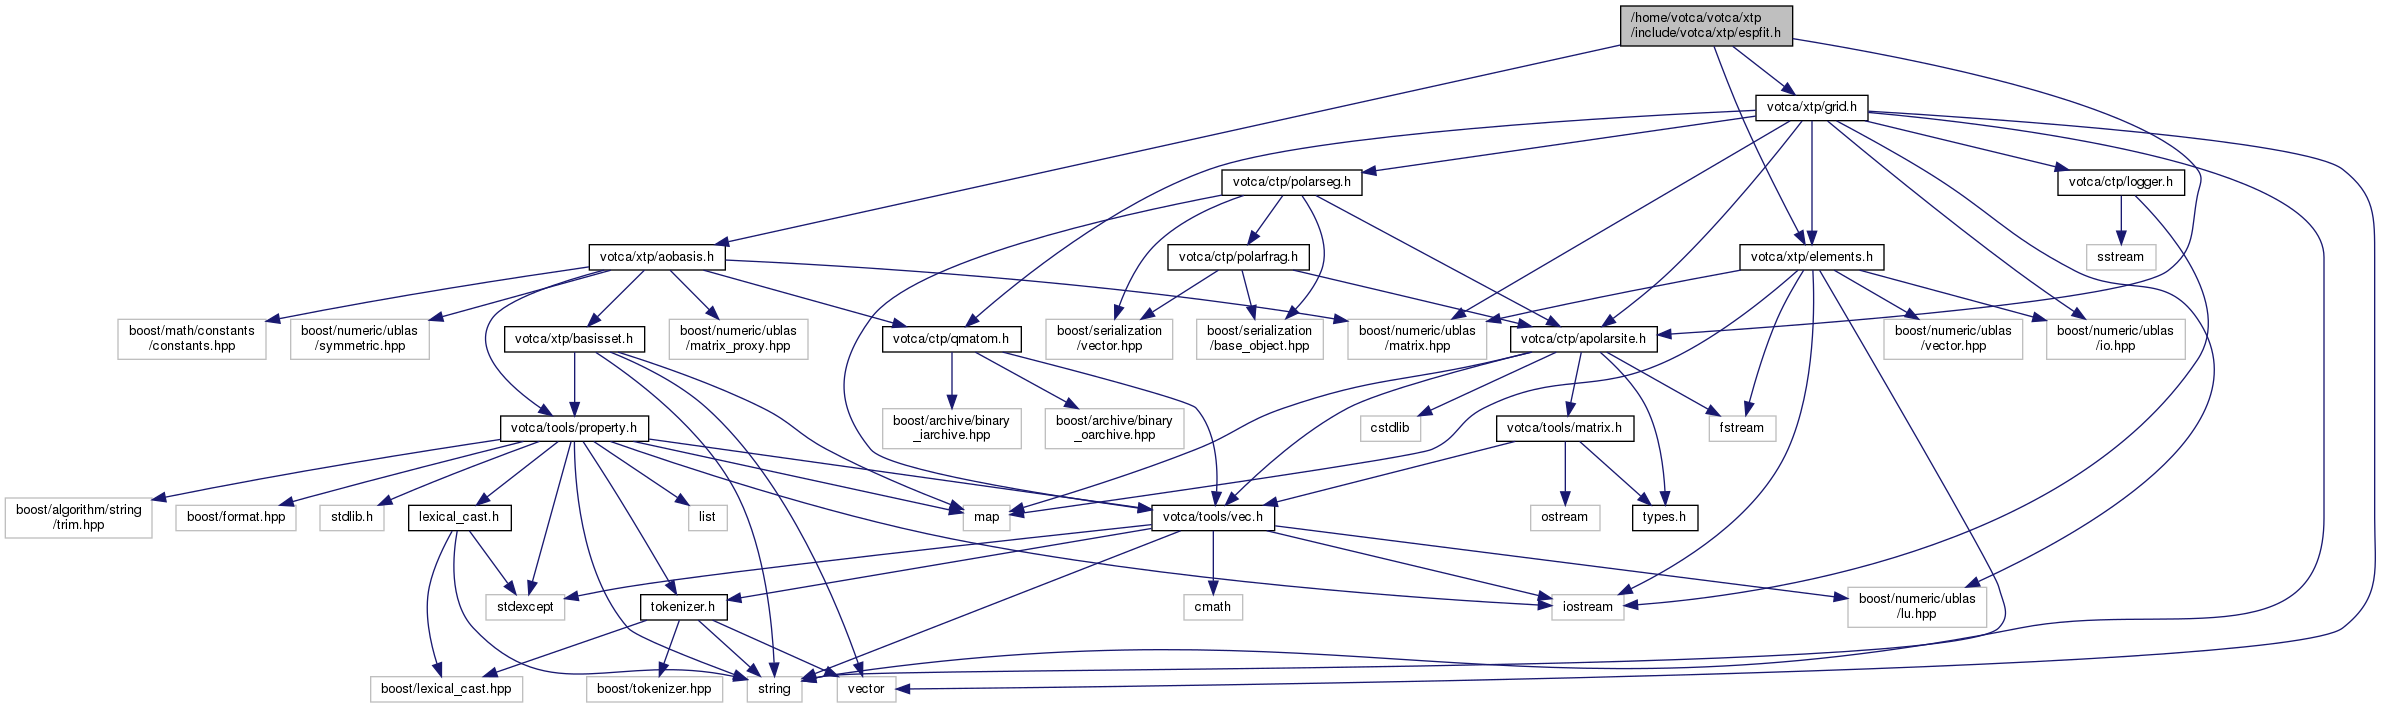 /home/votca/votca/xtp
/include/votca/xtp/espfit.h
votca/xtp/grid.h
votca/ctp/polarseg.h
votca/ctp/logger.h
votca/xtp/aobasis.h
votca/ctp/polarfrag.h
votca/xtp/elements.h
sstream
boost/math/constants
/constants.hpp
boost/numeric/ublas
/symmetric.hpp
votca/xtp/basisset.h
boost/numeric/ublas
/matrix_proxy.hpp
votca/ctp/qmatom.h
boost/serialization
/vector.hpp
boost/serialization
/base_object.hpp
boost/numeric/ublas
/matrix.hpp
votca/ctp/apolarsite.h
boost/numeric/ublas
/vector.hpp
boost/numeric/ublas
/io.hpp
votca/tools/property.h
boost/archive/binary
_iarchive.hpp
boost/archive/binary
_oarchive.hpp
cstdlib
votca/tools/matrix.h
fstream
boost/algorithm/string
/trim.hpp
boost/format.hpp
stdlib.h
lexical_cast.h
list
map
votca/tools/vec.h
ostream
types.h
stdexcept
tokenizer.h
cmath
iostream
boost/numeric/ublas
/lu.hpp
boost/lexical_cast.hpp
boost/tokenizer.hpp
string
vector